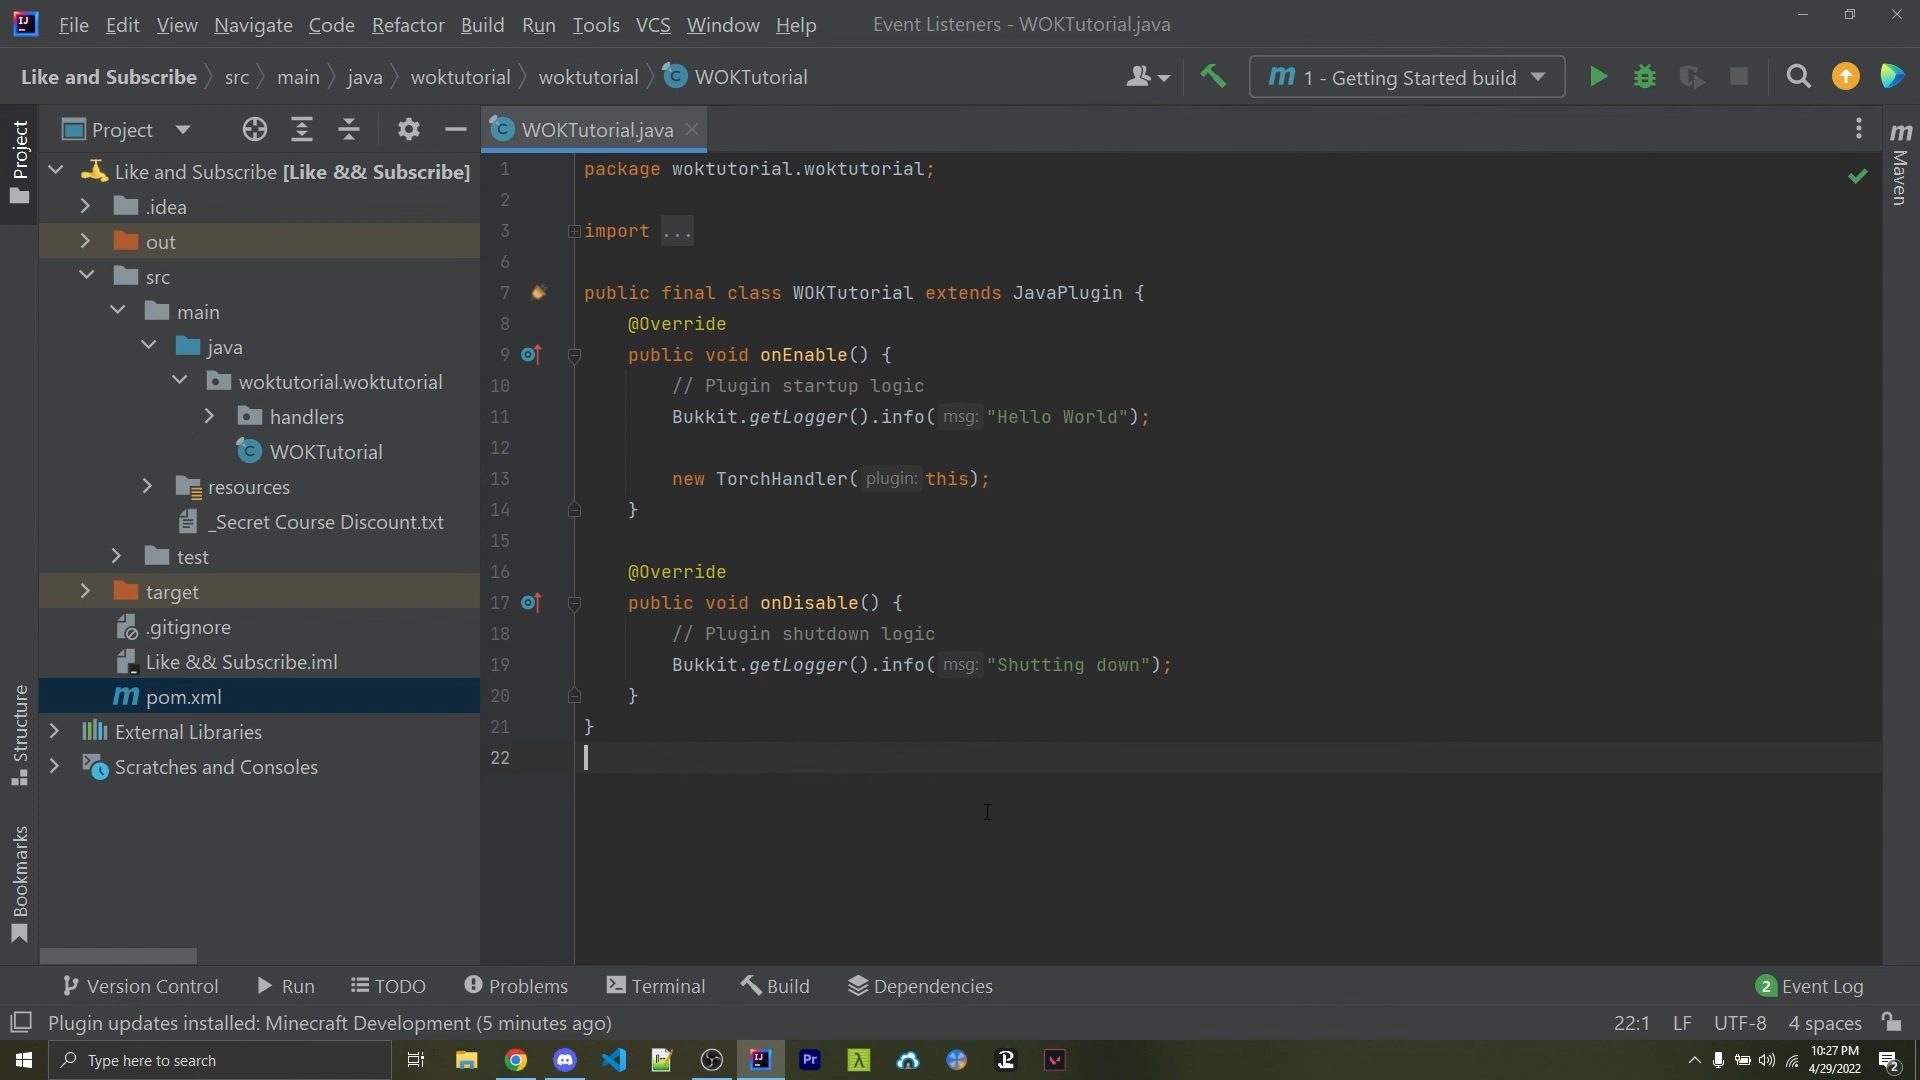 File Edit View Navigate Code Refactor Build Run Tools VCS Window Help Event Listeners - WOKTutorial.java
Like and Subscribe src main java woktutorial woktutorial WOKTutorial 1 - Getting Started build
Project WOKTutorial.java
Project
Structure
Bookmarks
Maven
Like and Subscribe [Like && Subscribe]
.idea
out
src
main
java
woktutorial.woktutorial
handlers
WOKTutorial
resources
_Secret Course Discount.txt
test
target
.gitignore
Like && Subscribe.iml
pom.xml
External Libraries
Scratches and Consoles
1 package woktutorial.woktutorial;
2
3 import ...
6
7 public final class WOKTutorial extends JavaPlugin {
8 @Override
9 public void onEnable() {
10 // Plugin startup logic
11 Bukkit.getLogger().info( msg: "Hello World");
12
13 new TorchHandler( plugin: this);
14 }
15
16 @Override
17 public void onDisable() {
18 // Plugin shutdown logic
19 Bukkit.getLogger().info( msg: "Shutting down");
20 }
21 }
22
Version Control Run TODO Problems Terminal Build Dependencies 2 Event Log
Plugin updates installed: Minecraft Development (5 minutes ago) 22:1 LF UTF-8 4 spaces
Type here to search
10:27 PM
4/29/2022
2